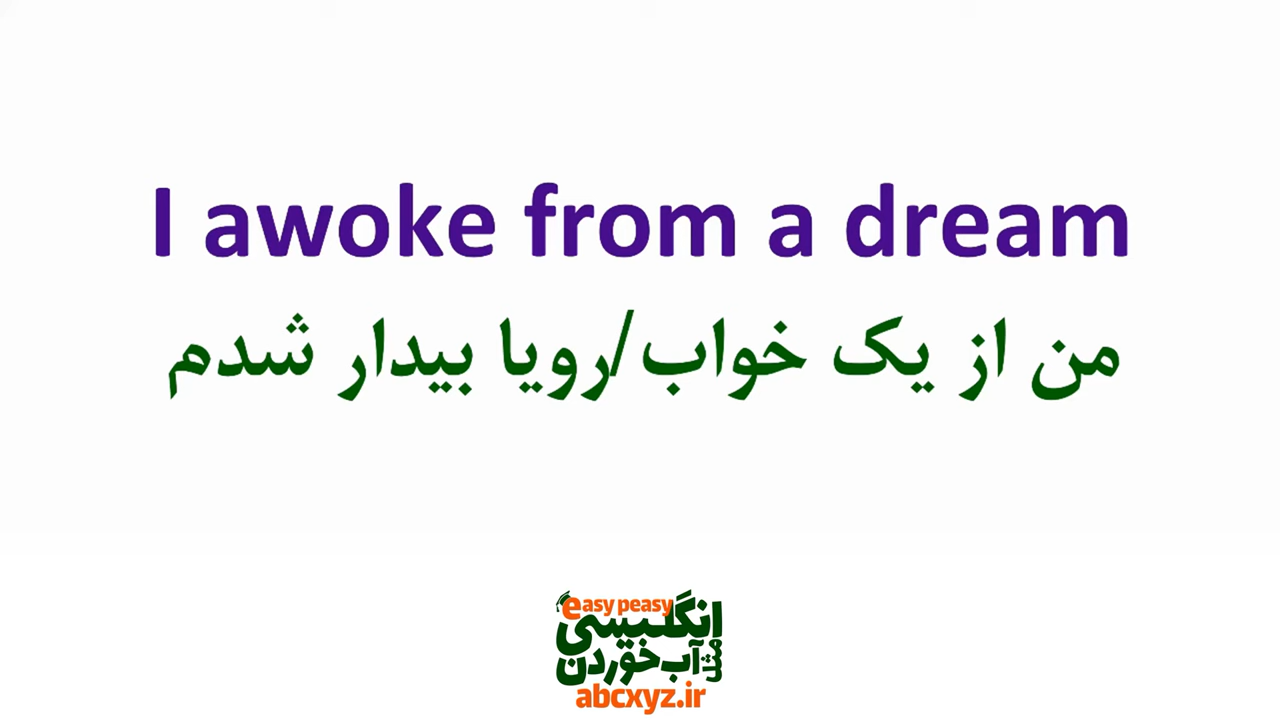 I awoke from a dream
من از یک خواب/رویا بیدار شدم
easy peasy
انگلیسی
مثل آب خوردن
abcxyz.ir